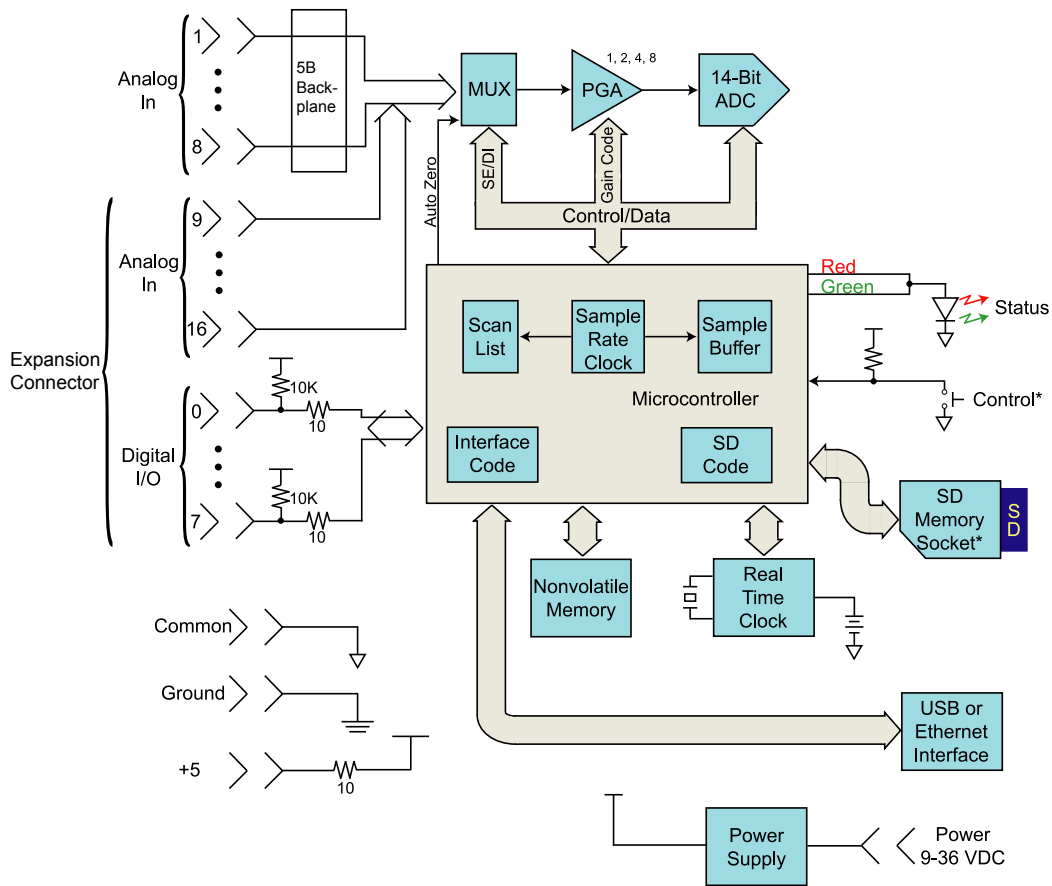 1
Analog
In
8
5B
Back-
plane
MUX
PGA
1, 2, 4, 8
14-Bit
ADC
Auto Zero
SE/DI
Gain Code
Control/Data
Expansion
Connector
9
Analog
In
16
10K
0
10
Digital
I/O
10K
7
10
Scan
List
Sample
Rate
Clock
Sample
Buffer
Microcontroller
Interface
Code
SD
Code
Red
Green
Status
Control*
SD
Memory
Socket*
SD
Nonvolatile
Memory
Real
Time
Clock
Common
Ground
+5
10
USB or
Ethernet
Interface
Power
Supply
Power
9-36 VDC